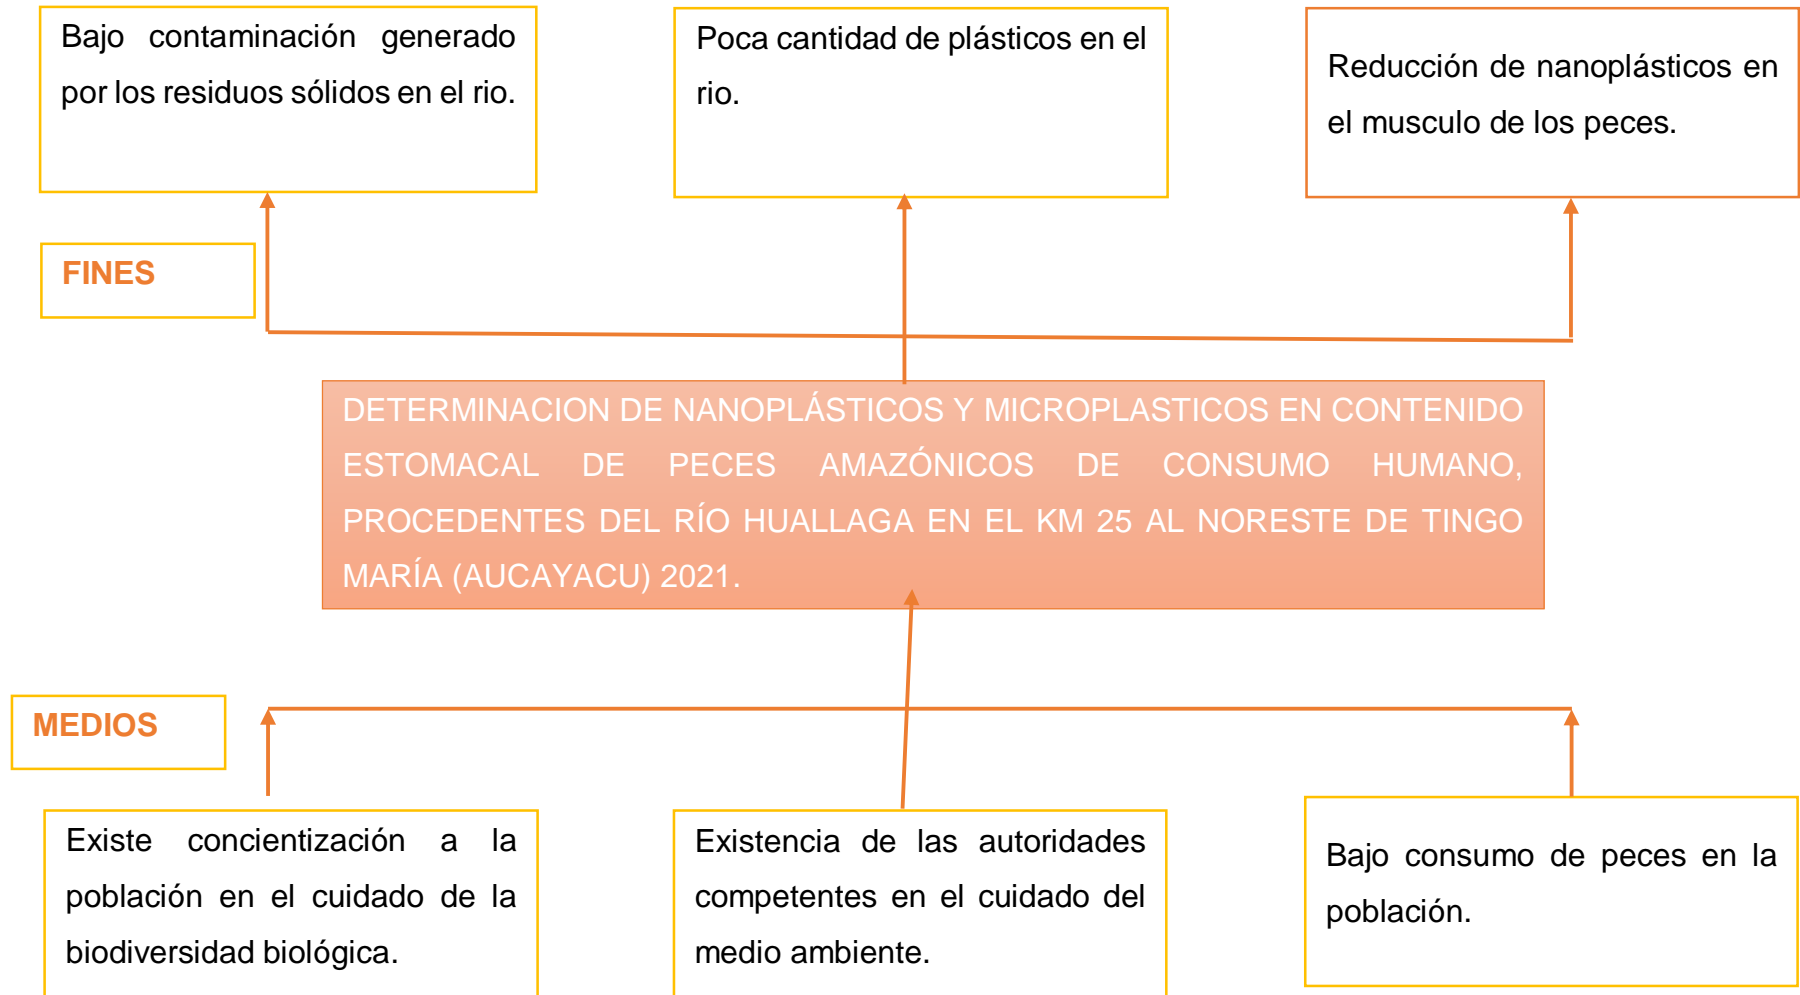 Bajo contaminación generado
por los residuos sólidos en el rio.
Poca cantidad de plásticos en el
rio.
Reducción de nanoplásticos en
el musculo de los peces.
FINES
DETERMINACION DE NANOPLÁSTICOS Y MICROPLASTICOS EN CONTENIDO
ESTOMACAL DE PECES AMAZÓNICOS DE CONSUMO HUMANO,
PROCEDENTES DEL RÍO HUALLAGA EN EL KM 25 AL NORESTE DE TINGO
MARÍA (AUCAYACU) 2021.
MEDIOS
Existe concientización a la
población en el cuidado de la
biodiversidad biológica.
Existencia de las autoridades
competentes en el cuidado del
medio ambiente.
Bajo consumo de peces en la
población.